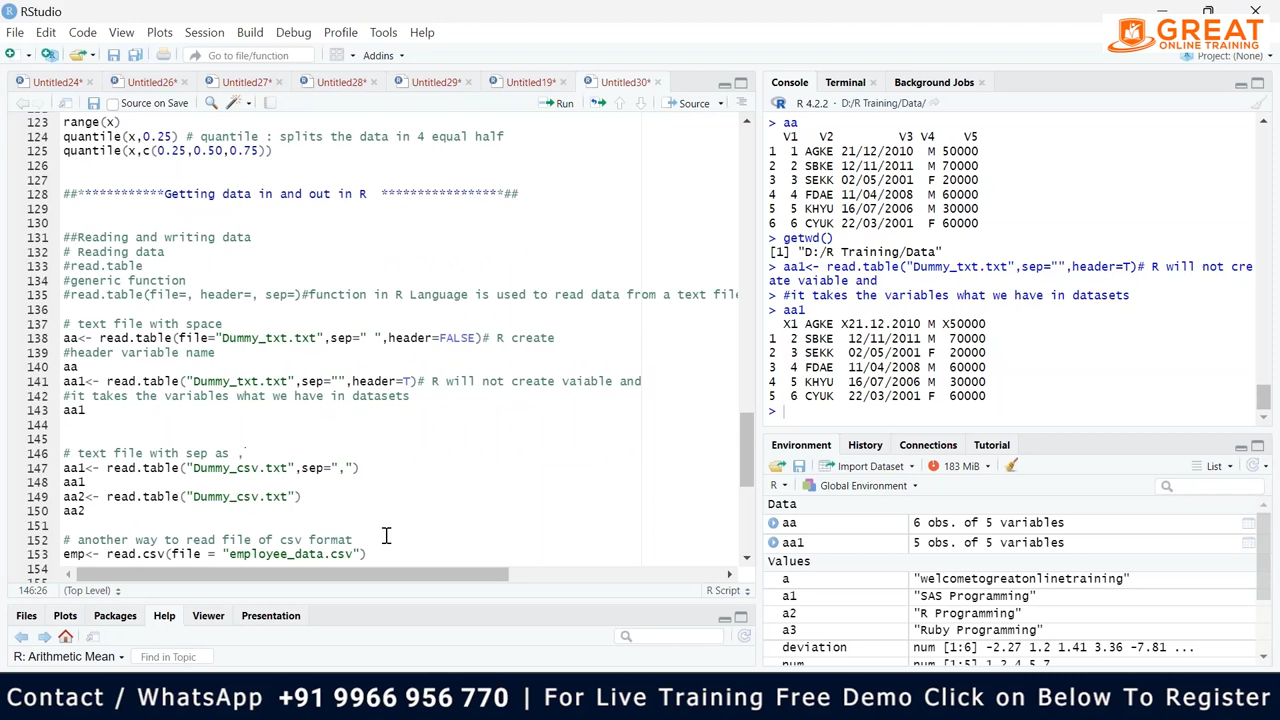 RStudio
File Edit Code View Plots Session Build Debug Profile Tools Help
GREAT
ONLINE TRAINING
Go to file/function
Addins
Project: (None)
Untitled24* Untitled26* Untitled27* Untitled28* Untitled29* Untitled19* Untitled30*
Source on Save
Run
Source
123 range(x)
124 quantile(x,0.25) # quantile : splits the data in 4 equal half
125 quantile(x,c(0.25,0.50,0.75))
126
127
128 ##************Getting data in and out in R *****************##
129
130
131 ##Reading and writing data
132 # Reading data
133 #read.table
134 #generic function
135 #read.table(file=, header=, sep=)#function in R Language is used to read data from a text file
136
137 # text file with space
138 aa<- read.table(file="Dummy_txt.txt",sep=" ",header=FALSE)# R create
139 #header variable name
140 aa
141 aa1<- read.table("Dummy_txt.txt",sep="",header=T)# R will not create vaiable and
142 #it takes the variables what we have in datasets
143 aa1
144
145
146 # text file with sep as ,
147 aa1<- read.table("Dummy_csv.txt",sep=",")
148 aa1
149 aa2<- read.table("Dummy_csv.txt")
150 aa2
151
152 # another way to read file of csv format
153 emp<- read.csv(file = "employee_data.csv")
154
146:26 (Top Level) R Script
Files Plots Packages Help Viewer Presentation
R: Arithmetic Mean Find in Topic
Console Terminal Background Jobs
R 4.2.2 · D:/R Training/Data/
> aa
V1 V2 V3 V4 V5
1 1 AGKE 21/12/2010 M 50000
2 2 SBKE 12/11/2011 M 70000
3 3 SEKK 02/05/2001 F 20000
4 4 FDAE 11/04/2008 M 60000
5 5 KHYU 16/07/2006 M 30000
6 6 CYUK 22/03/2001 F 60000
> getwd()
[1] "D:/R Training/Data"
> aa1<- read.table("Dummy_txt.txt",sep="",header=T)# R will not cre
ate vaiable and
> #it takes the variables what we have in datasets
> aa1
X1 AGKE X21.12.2010 M X50000
1 2 SBKE 12/11/2011 M 70000
2 3 SEKK 02/05/2001 F 20000
3 4 FDAE 11/04/2008 M 60000
4 5 KHYU 16/07/2006 M 30000
5 6 CYUK 22/03/2001 F 60000
>
Environment History Connections Tutorial
Import Dataset 183 MiB List
R Global Environment
Data
aa 6 obs. of 5 variables
aa1 5 obs. of 5 variables
Values
a "welcometogreatonlinetraining"
a1 "SAS Programming"
a2 "R Programming"
a3 "Ruby Programming"
deviation num [1:6] -2.27 1.2 1.41 3.36 -7.81 ...
num num [1:5] 1 2 4 5 7
Contact / WhatsApp +91 9966 956 770 | For Live Training Free Demo Click on Below To Register